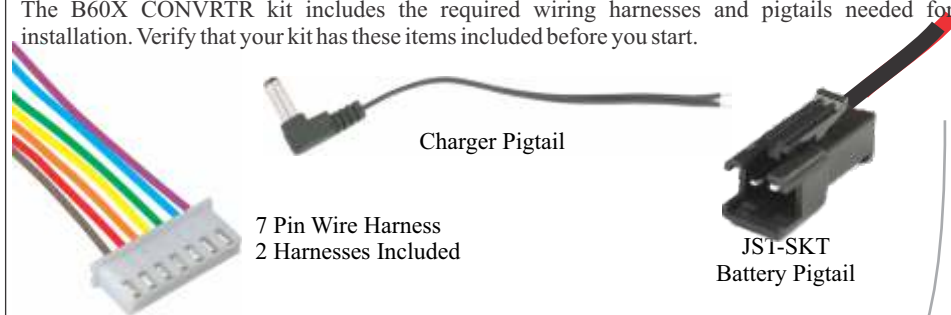 The B60X CONVRTR kit includes the required wiring harnesses and pigtails needed for
installation. Verify that your kit has these items included before you start.
Charger Pigtail
7 Pin Wire Harness
2 Harnesses Included
JST-SKT
Battery Pigtail